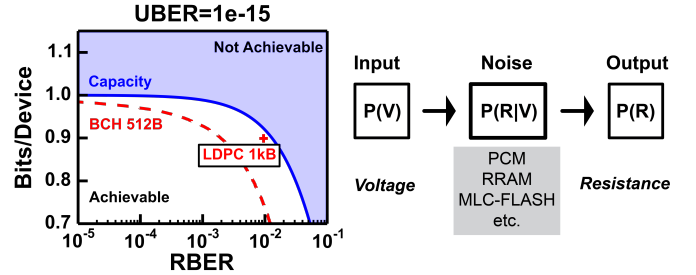 UBER=1e-15
Not Achievable
Capacity
BCH 512B
LDPC 1kB
Achievable
Bits/Device
1.1
1.0
0.9
0.8
0.7
10^-5
10^-4
10^-3
10^-2
10^-1
RBER
Input
Noise
Output
P(V)
P(R|V)
P(R)
Voltage
PCM
RRAM
MLC-FLASH
etc.
Resistance